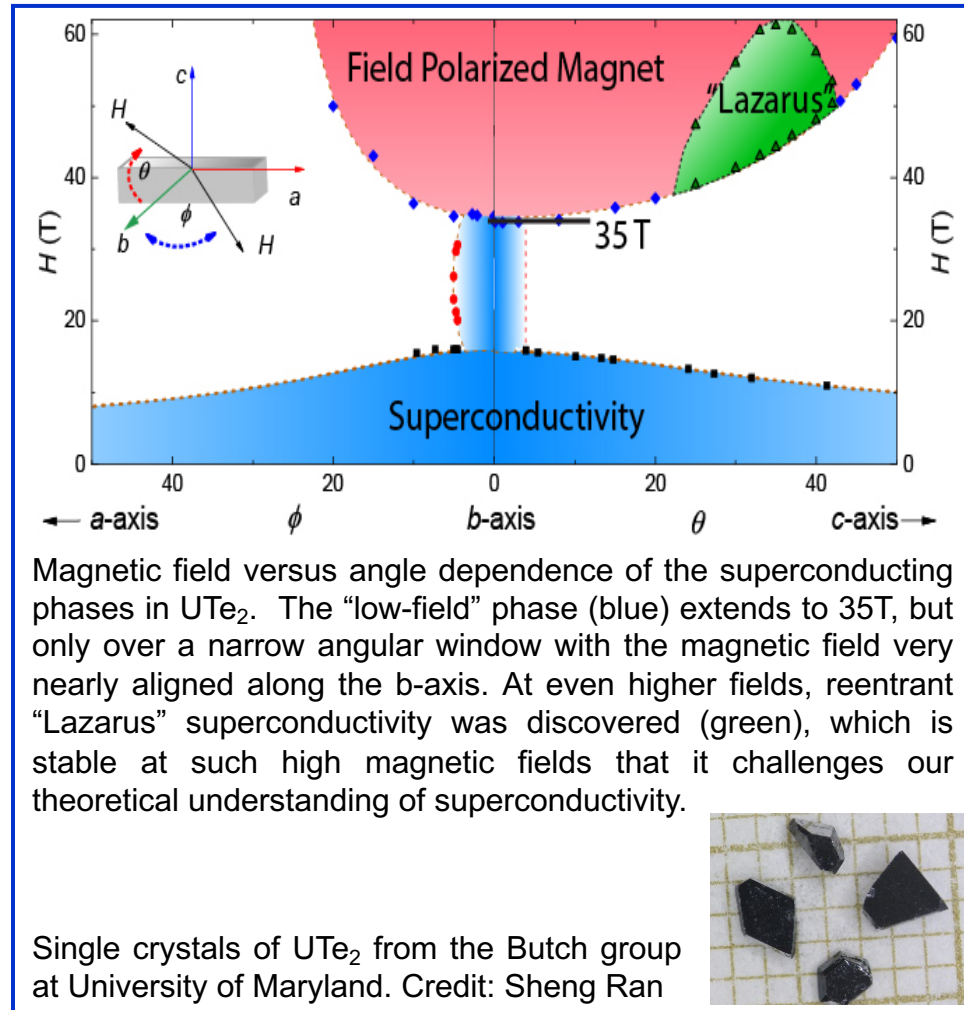 60
60
Field Polarized Magnet
"Lazarus"
c
H
θ
a
b
φ
H
40
40
35 T
H (T)
H (T)
20
20
Superconductivity
0
0
40
20
0
20
40
a-axis
φ
b-axis
θ
c-axis
Magnetic field versus angle dependence of the superconducting
phases in UTe₂. The “low-field” phase (blue) extends to 35T, but
only over a narrow angular window with the magnetic field very
nearly aligned along the b-axis. At even higher fields, reentrant
“Lazarus” superconductivity was discovered (green), which is
stable at such high magnetic fields that it challenges our
theoretical understanding of superconductivity.
Single crystals of UTe₂ from the Butch group
at University of Maryland. Credit: Sheng Ran